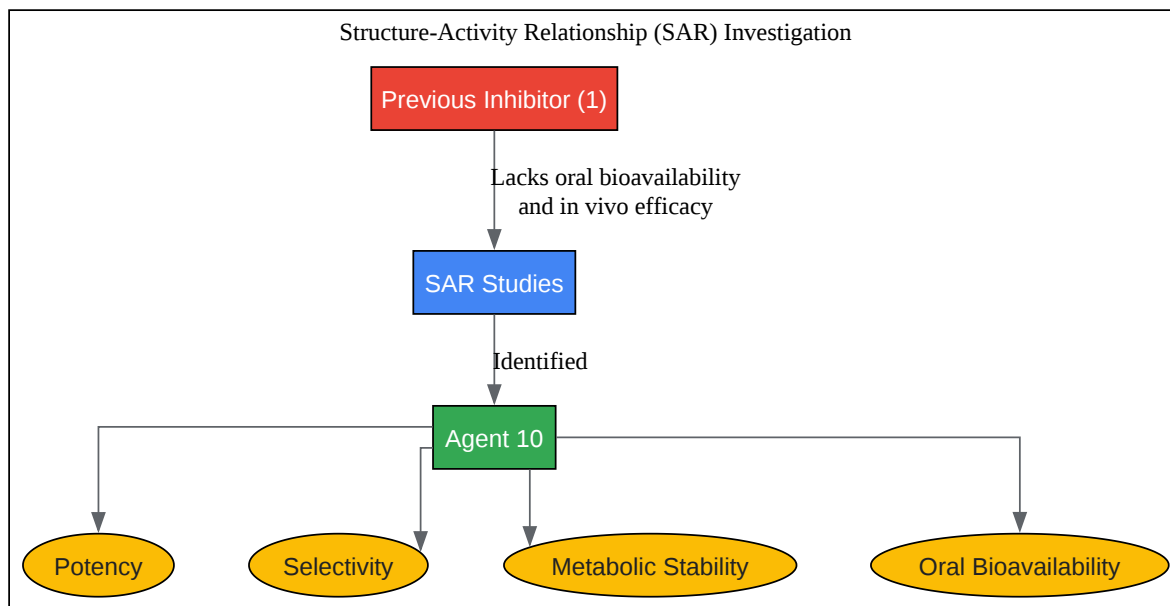 Structure-Activity Relationship (SAR) Investigation
Previous Inhibitor (1)
Lacks oral bioavailability
and in vivo efficacy
SAR Studies
Identified
Agent 10
Potency
Selectivity
Metabolic Stability
Oral Bioavailability